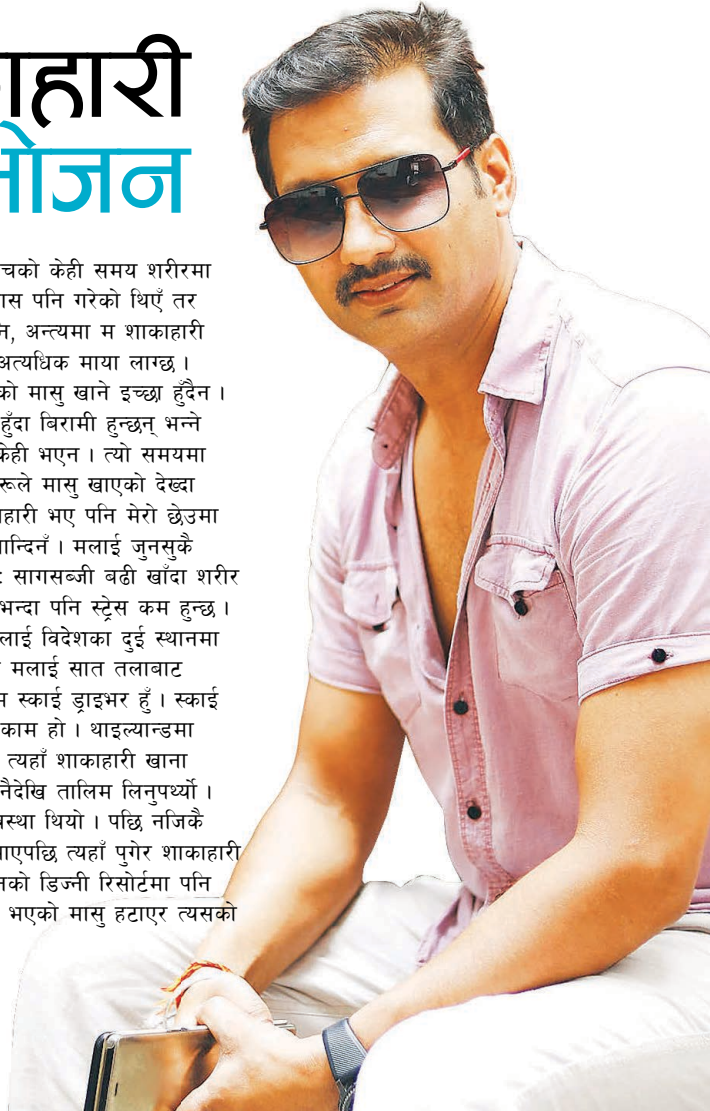 हारी
ोजन
चको केही समय शरीरमा
स पनि गरेको थिएँ तर
अन्त्यमा म शाकाहारी
अत्यधिक माया लाग्छ ।
को मासु खाने इच्छा हुँदैन ।
हुँदा बिरामी हुन्छन् भन्ने
केही भएन । त्यो समयमा
रूले मासु खाएको देख्दा
हारी भए पनि मेरो छेउमा
मान्दिनँ । मलाई जुनसुकै
सागसब्जी बढी खाँदा शरीर
भन्दा पनि स्ट्रेस कम हुन्छ ।
लाई विदेशका दुई स्थानमा
मलाई सात तलाबाट
म स्काई ड्राइभर हुँ । स्काई
काम हो । थाइल्यान्डमा
त्यहाँ शाकाहारी खाना
नैदेखि तालिम लिनुपर्थ्यो ।
वस्था थियो । पछि नजिकै
पाएपछि त्यहाँ पुगेर शाकाहारी
नको डिज्नी रिसोर्टमा पनि
भएको मासु हटाएर त्यसको